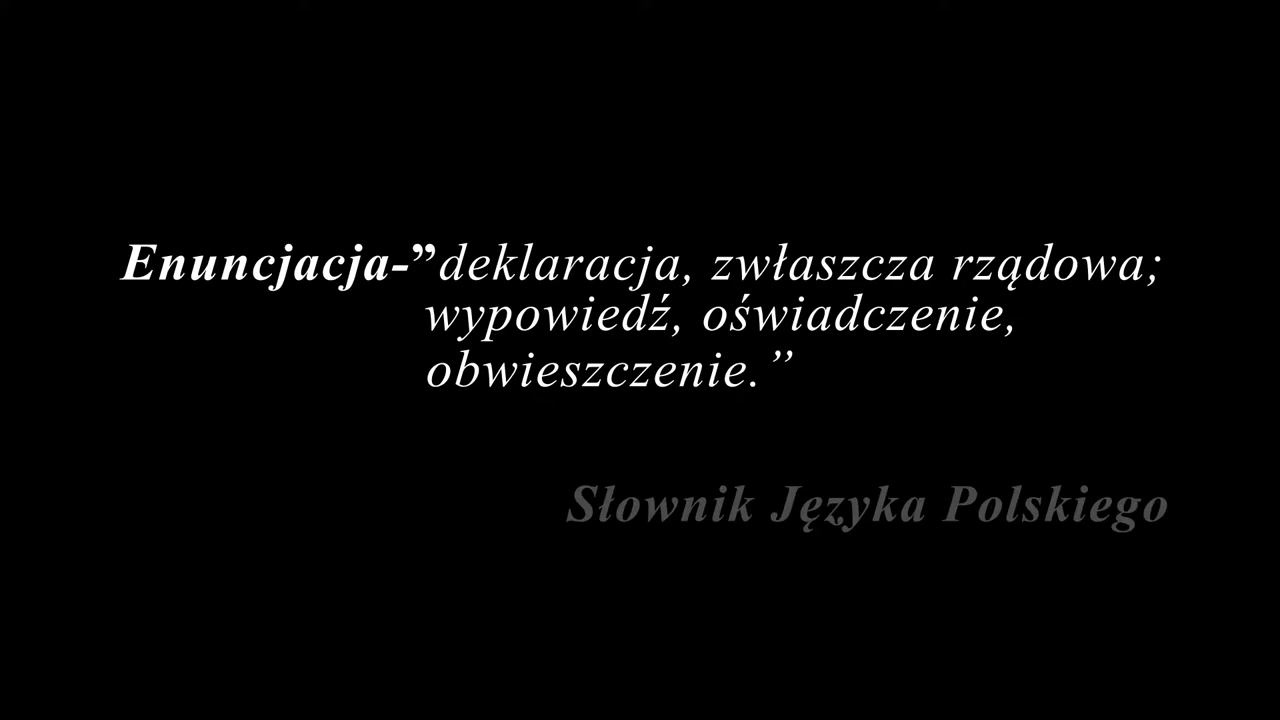 Enuncjacja-”deklaracja, zwłaszcza rządowa;
wypowiedź, oświadczenie,
obwieszczenie.”
Słownik Języka Polskiego